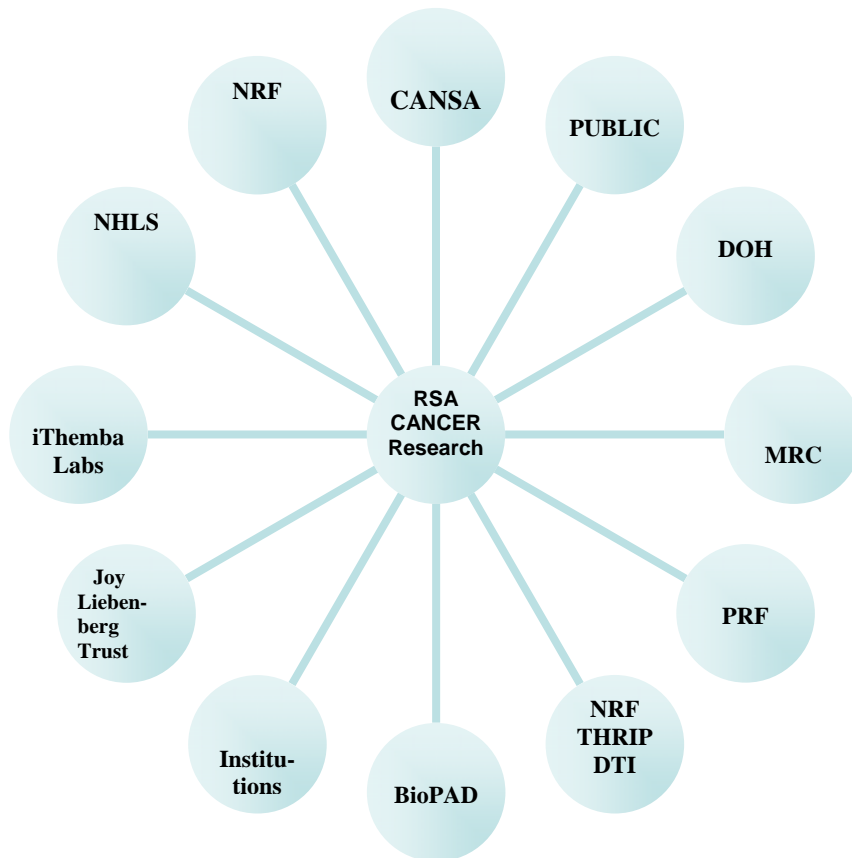 CANSA
PUBLIC
DOH
MRC
PRF
NRF
THRIP
DTI
BioPAD
Institu-
tions
Joy
Lieben-
berg
Trust
iThemba
Labs
NHLS
NRF
RSA
CANCER
Research